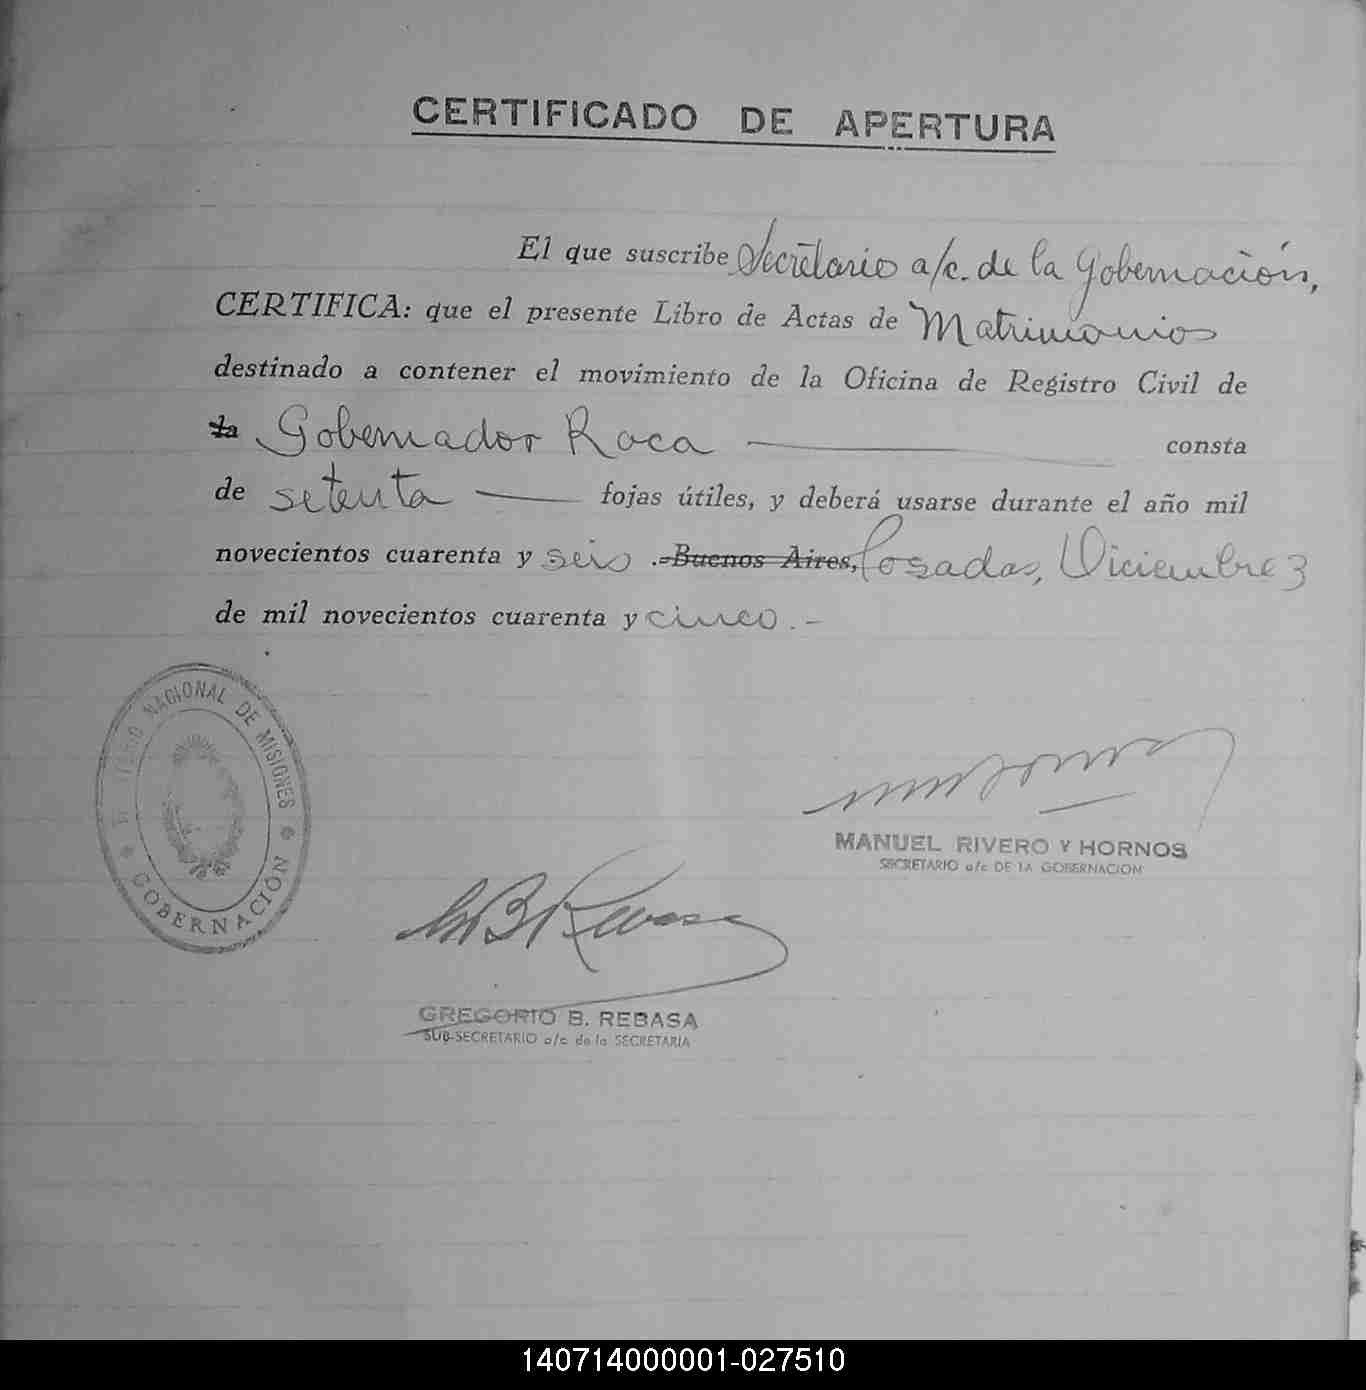 CERTIFICADO DE APERTURA
El que suscribe Secretario a/c. de la Gobernación,
CERTIFICA: que el presente Libro de Actas de Matrimonios
destinado a contener el movimiento de la Oficina de Registro Civil de
la Gobernador Roca — consta
de setenta — fojas útiles, y deberá usarse durante el año mil
novecientos cuarenta y seis .-Buenos Aires, Posadas, Diciembre 3
de mil novecientos cuarenta y cinco.-
NACIONAL DE MISIONES
GOBERNACIÓN
MANUEL RIVERO Y HORNOS
SECRETARIO a/c DE LA GOBERNACION
GREGORIO B. REBASA
SUB-SECRETARIO a/c de la SECRETARIA
140714000001-027510